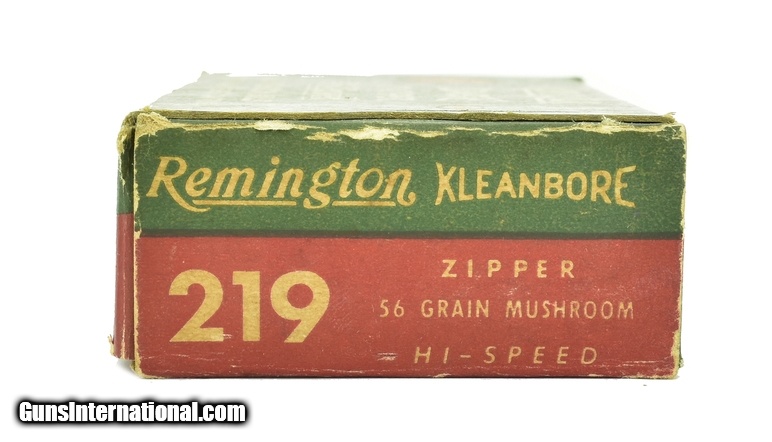 Remington KLEANBORE
219
ZIPPER
56 GRAIN MUSHROOM
HI-SPEED
GunsInternational.com